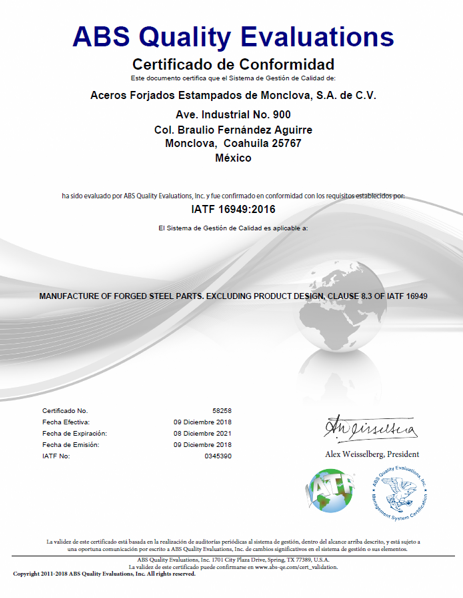 ABS Quality Evaluations
Certificado de Conformidad
Este documento certifica que el Sistema de Gestión de Calidad de:
Aceros Forjados Estampados de Monclova, S.A. de C.V.
Ave. Industrial No. 900
Col. Braulio Fernández Aguirre
Monclova, Coahuila 25767
México
ha sido evaluado por ABS Quality Evaluations, Inc. y fue confirmado en conformidad con los requisitos establecidos por:
IATF 16949:2016
El Sistema de Gestión de Calidad es aplicable a:
MANUFACTURE OF FORGED STEEL PARTS. EXCLUDING PRODUCT DESIGN, CLAUSE 8.3 OF IATF 16949
Certificado No. 58258
Fecha Efectiva: 09 Diciembre 2018
Fecha de Expiración: 08 Diciembre 2021
Fecha de Emisión: 09 Diciembre 2018
IATF No: 0345390
Alex Weisselberg, President
IATF
ABS Quality Evaluations, Inc.
Management System Certification
La validez de este certificado está basada en la realización de auditorías periódicas al sistema de gestión, dentro del alcance arriba descrito, y está sujeto a
una oportuna comunicación por escrito a ABS Quality Evaluations, Inc. de cambios significativos en el sistema de gestión o sus elementos.
ABS Quality Evaluations, Inc. 1701 City Plaza Drive, Spring, TX 77389, U.S.A.
La validez de este certificado puede confirmarse en www.abs-qe.com/cert_validation.
Copyright 2011-2018 ABS Quality Evaluations, Inc. All rights reserved.